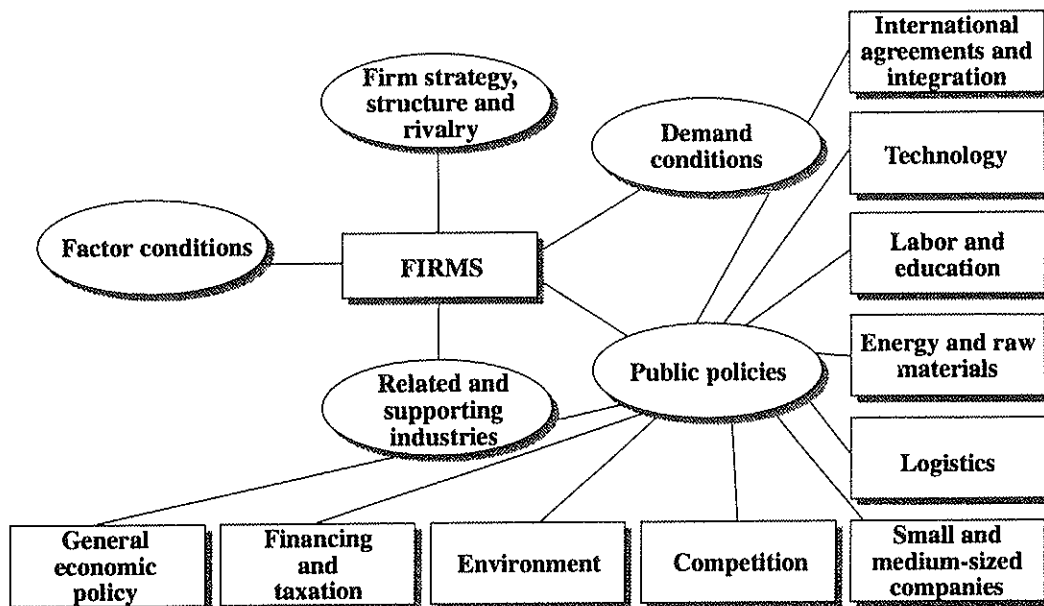 International
agreements and
integration
Firm strategy,
structure and
rivalry
Demand
conditions
Technology
Factor conditions
FIRMS
Labor and
education
Energy and raw
materials
Public policies
Related and
supporting
industries
Logistics
General
economic
policy
Financing
and
taxation
Environment
Competition
Small and
medium-sized
companies